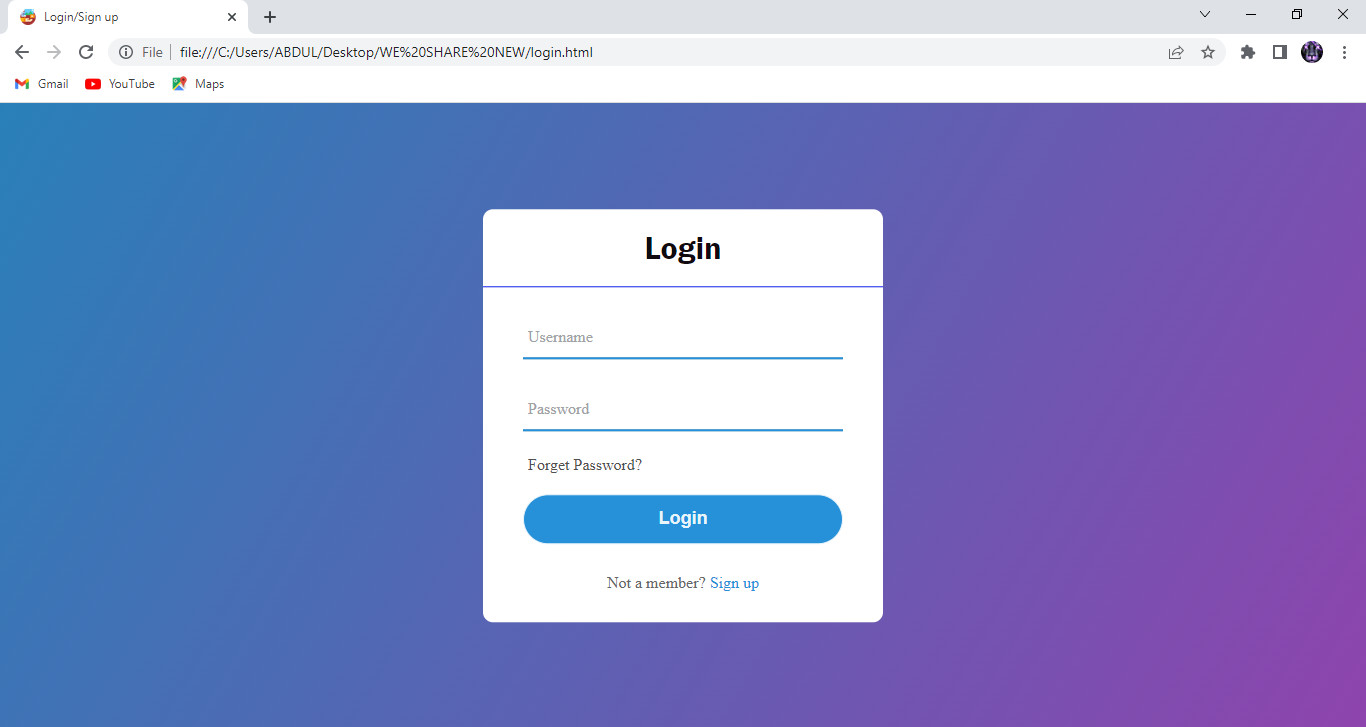 Login/Sign up
File file:///C:/Users/ABDUL/Desktop/WE%20SHARE%20NEW/login.html
Gmail YouTube Maps
Login
Username
Password
Forget Password?
Login
Not a member? Sign up